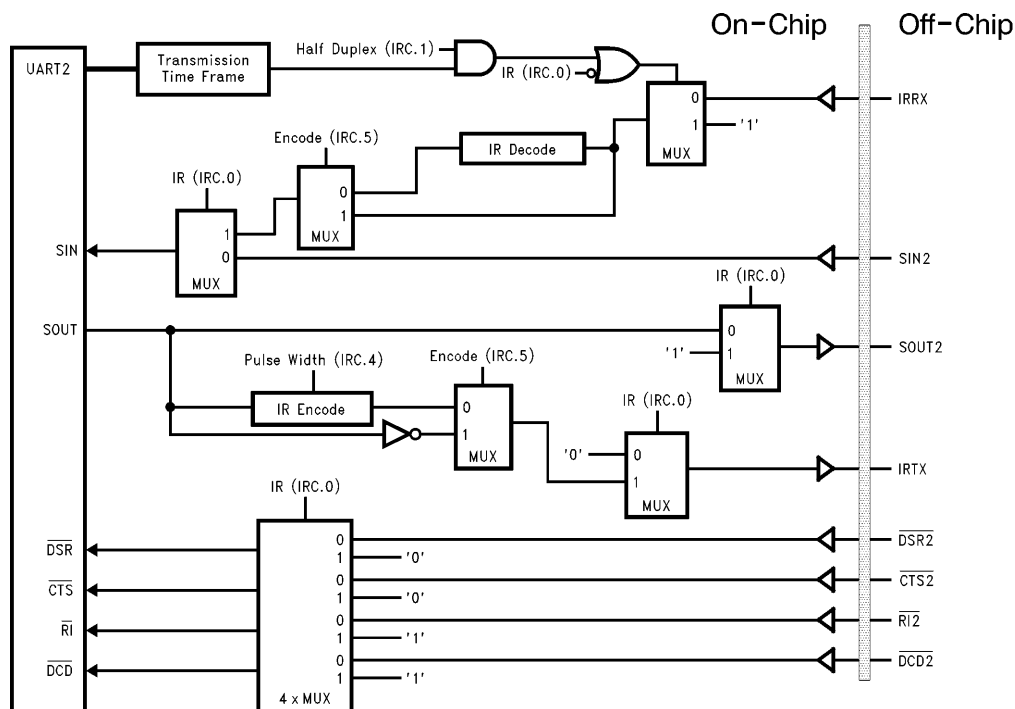 On-Chip Off-Chip
UART2
Transmission
Time Frame
Half Duplex (IRC.1)
IR (IRC.0)
0
1
'1'
MUX
IRRX
Encode (IRC.5)
IR Decode
0
1
MUX
IR (IRC.0)
1
0
MUX
SIN
SIN2
IR (IRC.0)
SOUT
0
'1'
1
MUX
SOUT2
Pulse Width (IRC.4)
Encode (IRC.5)
IR Encode
0
1
MUX
IR (IRC.0)
'0'
0
1
MUX
IRTX
IR (IRC.0)
DSR
0
1
'0'
DSR2
CTS
0
1
'0'
CTS2
RI
0
1
'1'
RI2
DCD
0
1
'1'
DCD2
4 x MUX